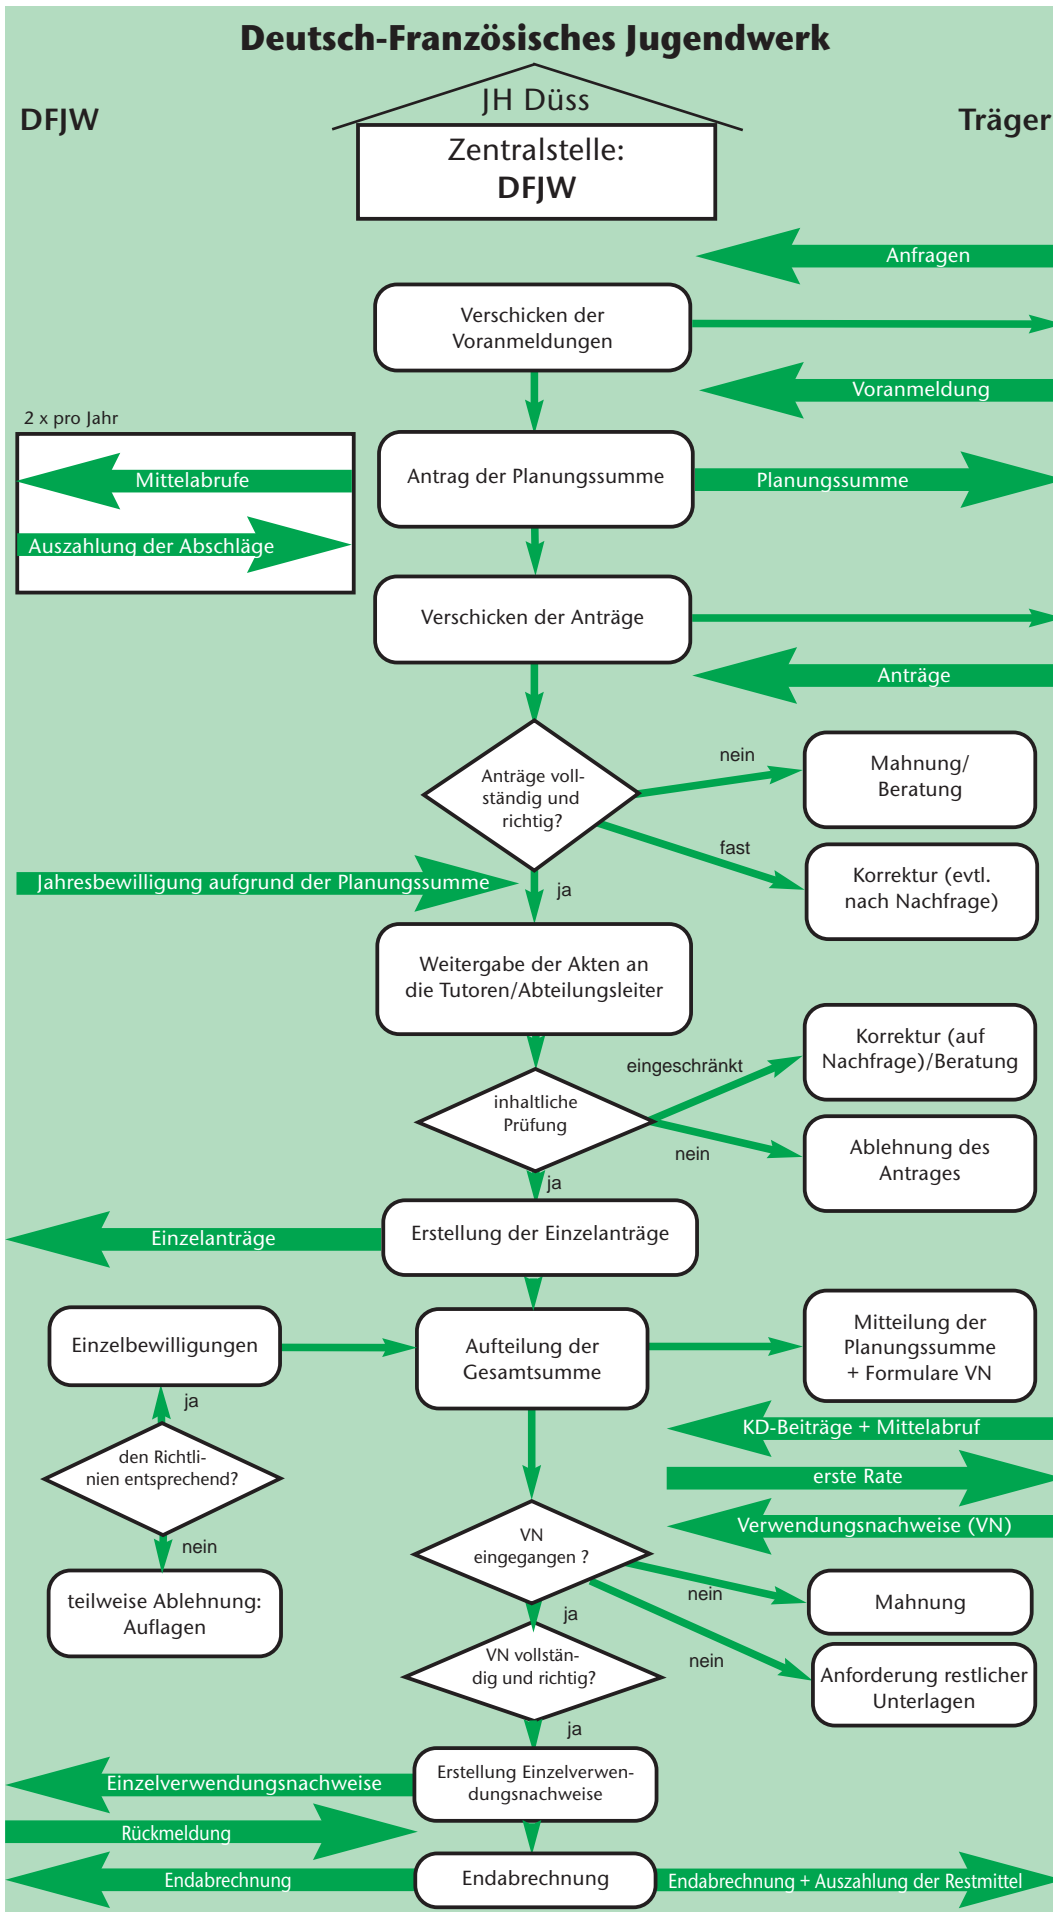 Deutsch-Französisches Jugendwerk
DFJW
JH Düss
Träger
Zentralstelle:
DFJW
Anfragen
Verschicken der
Voranmeldungen
Voranmeldung
2 x pro Jahr
Mittelabrufe
Antrag der Planungssumme
Planungssumme
Auszahlung der Abschläge
Verschicken der Anträge
Anträge
Anträge voll-
ständig und
richtig?
nein
Mahnung/
Beratung
fast
Korrektur (evtl.
nach Nachfrage)
Jahresbewilligung aufgrund der Planungssumme
ja
Weitergabe der Akten an
die Tutoren/Abteilungsleiter
eingeschränkt
Korrektur (auf
Nachfrage)/Beratung
inhaltliche
Prüfung
nein
Ablehnung des
Antrages
ja
Einzelanträge
Erstellung der Einzelanträge
Einzelbewilligungen
Aufteilung der
Gesamtsumme
Mitteilung der
Planungssumme
+ Formulare VN
ja
KD-Beiträge + Mittelabruf
den Richtli-
nien entsprechend?
erste Rate
Verwendungsnachweise (VN)
nein
VN
eingegangen ?
teilweise Ablehnung:
Auflagen
nein
Mahnung
ja
VN vollstän-
dig und richtig?
nein
Anforderung restlicher
Unterlagen
ja
Einzelverwendungsnachweise
Erstellung Einzelverwen-
dungsnachweise
Rückmeldung
Endabrechnung
Endabrechnung
Endabrechnung + Auszahlung der Restmittel